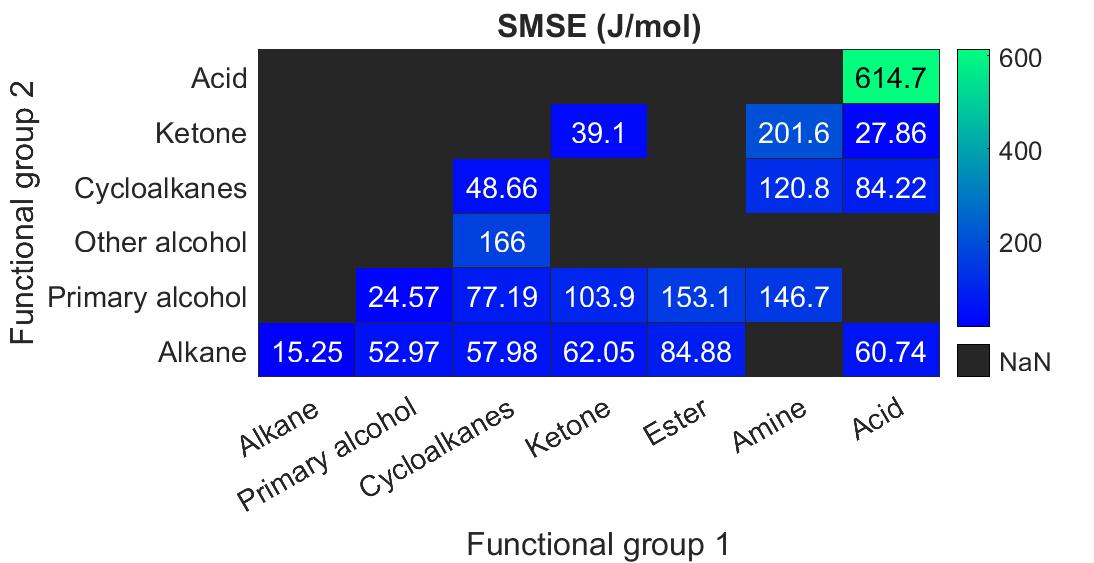 SMSE (J/mol)
Functional group 2
Acid 614.7
Ketone 39.1 201.6 27.86
Cycloalkanes 48.66 120.8 84.22
Other alcohol 166
Primary alcohol 24.57 77.19 103.9 153.1 146.7
Alkane 15.25 52.97 57.98 62.05 84.88 60.74
600
400
200
NaN
Alkane
Primary alcohol
Cycloalkanes
Ketone
Ester
Amine
Acid
Functional group 1